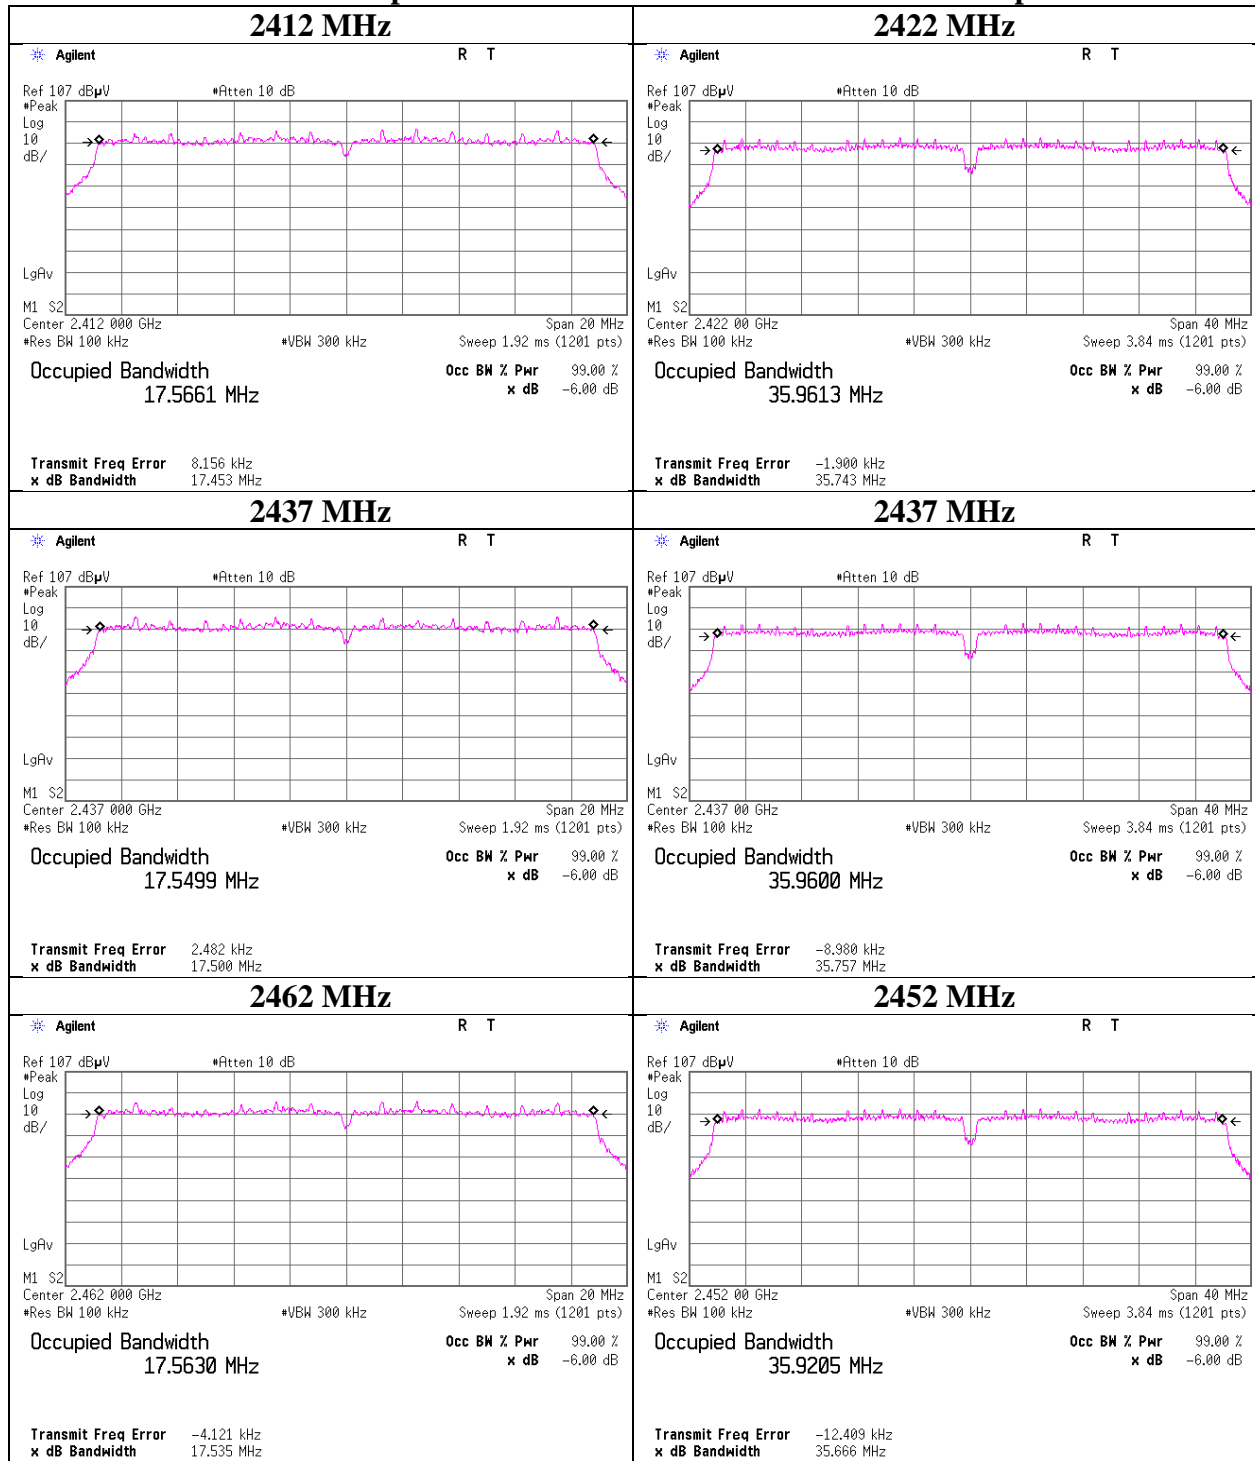 2412 MHz
Agilent R T
Ref 107 dBµV #Atten 10 dB
#Peak
Log
10
dB/
LgAv
M1 S2
Center 2.412 000 GHz Span 20 MHz
#Res BW 100 kHz #VBW 300 kHz Sweep 1.92 ms (1201 pts)
Occupied Bandwidth Occ BW % Pwr 99.00 %
17.5661 MHz x dB -6.00 dB
Transmit Freq Error 8.156 kHz
x dB Bandwidth 17.453 MHz
2422 MHz
Agilent R T
Ref 107 dBµV #Atten 10 dB
#Peak
Log
10
dB/
LgAv
M1 S2
Center 2.422 00 GHz Span 40 MHz
#Res BW 100 kHz #VBW 300 kHz Sweep 3.84 ms (1201 pts)
Occupied Bandwidth Occ BW % Pwr 99.00 %
35.9613 MHz x dB -6.00 dB
Transmit Freq Error -1.900 kHz
x dB Bandwidth 35.743 MHz
2437 MHz
Agilent R T
Ref 107 dBµV #Atten 10 dB
#Peak
Log
10
dB/
LgAv
M1 S2
Center 2.437 000 GHz Span 20 MHz
#Res BW 100 kHz #VBW 300 kHz Sweep 1.92 ms (1201 pts)
Occupied Bandwidth Occ BW % Pwr 99.00 %
17.5499 MHz x dB -6.00 dB
Transmit Freq Error 2.482 kHz
x dB Bandwidth 17.500 MHz
2437 MHz
Agilent R T
Ref 107 dBµV #Atten 10 dB
#Peak
Log
10
dB/
LgAv
M1 S2
Center 2.437 00 GHz Span 40 MHz
#Res BW 100 kHz #VBW 300 kHz Sweep 3.84 ms (1201 pts)
Occupied Bandwidth Occ BW % Pwr 99.00 %
35.9600 MHz x dB -6.00 dB
Transmit Freq Error -8.980 kHz
x dB Bandwidth 35.757 MHz
2462 MHz
Agilent R T
Ref 107 dBµV #Atten 10 dB
#Peak
Log
10
dB/
LgAv
M1 S2
Center 2.462 000 GHz Span 20 MHz
#Res BW 100 kHz #VBW 300 kHz Sweep 1.92 ms (1201 pts)
Occupied Bandwidth Occ BW % Pwr 99.00 %
17.5630 MHz x dB -6.00 dB
Transmit Freq Error -4.121 kHz
x dB Bandwidth 17.535 MHz
2452 MHz
Agilent R T
Ref 107 dBµV #Atten 10 dB
#Peak
Log
10
dB/
LgAv
M1 S2
Center 2.452 00 GHz Span 40 MHz
#Res BW 100 kHz #VBW 300 kHz Sweep 3.84 ms (1201 pts)
Occupied Bandwidth Occ BW % Pwr 99.00 %
35.9205 MHz x dB -6.00 dB
Transmit Freq Error -12.409 kHz
x dB Bandwidth 35.666 MHz